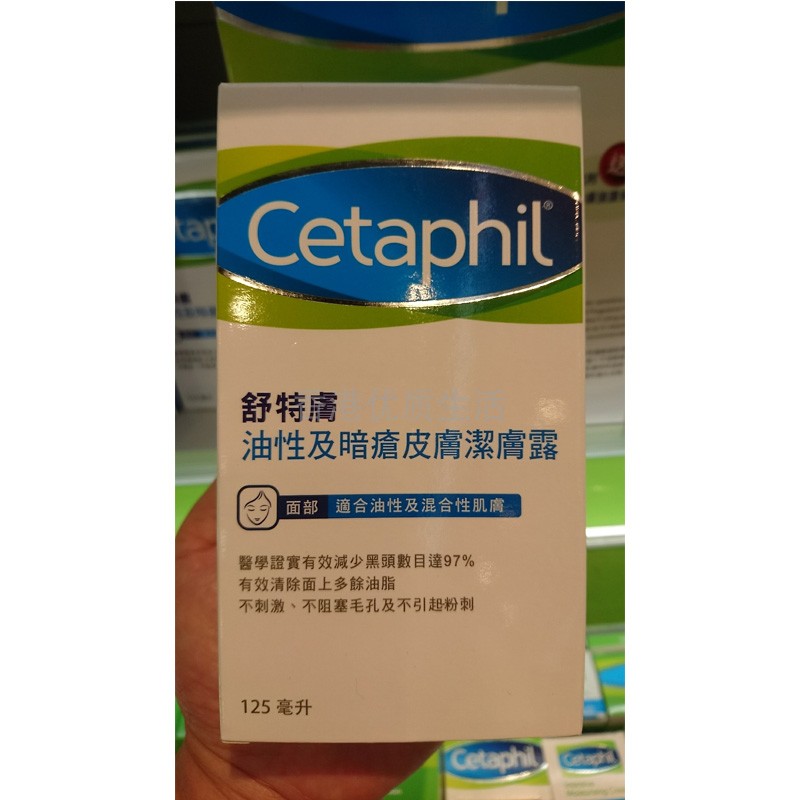 Cetaphil®
舒特膚
油性及暗瘡皮膚潔膚露
面部 適合油性及混合性肌膚
醫學證實有效減少黑頭數目達97%
有效清除面上多餘油脂
不刺激、不阻塞毛孔及不引起粉刺
125 毫升
tap
Cetaphil
Cetaphil